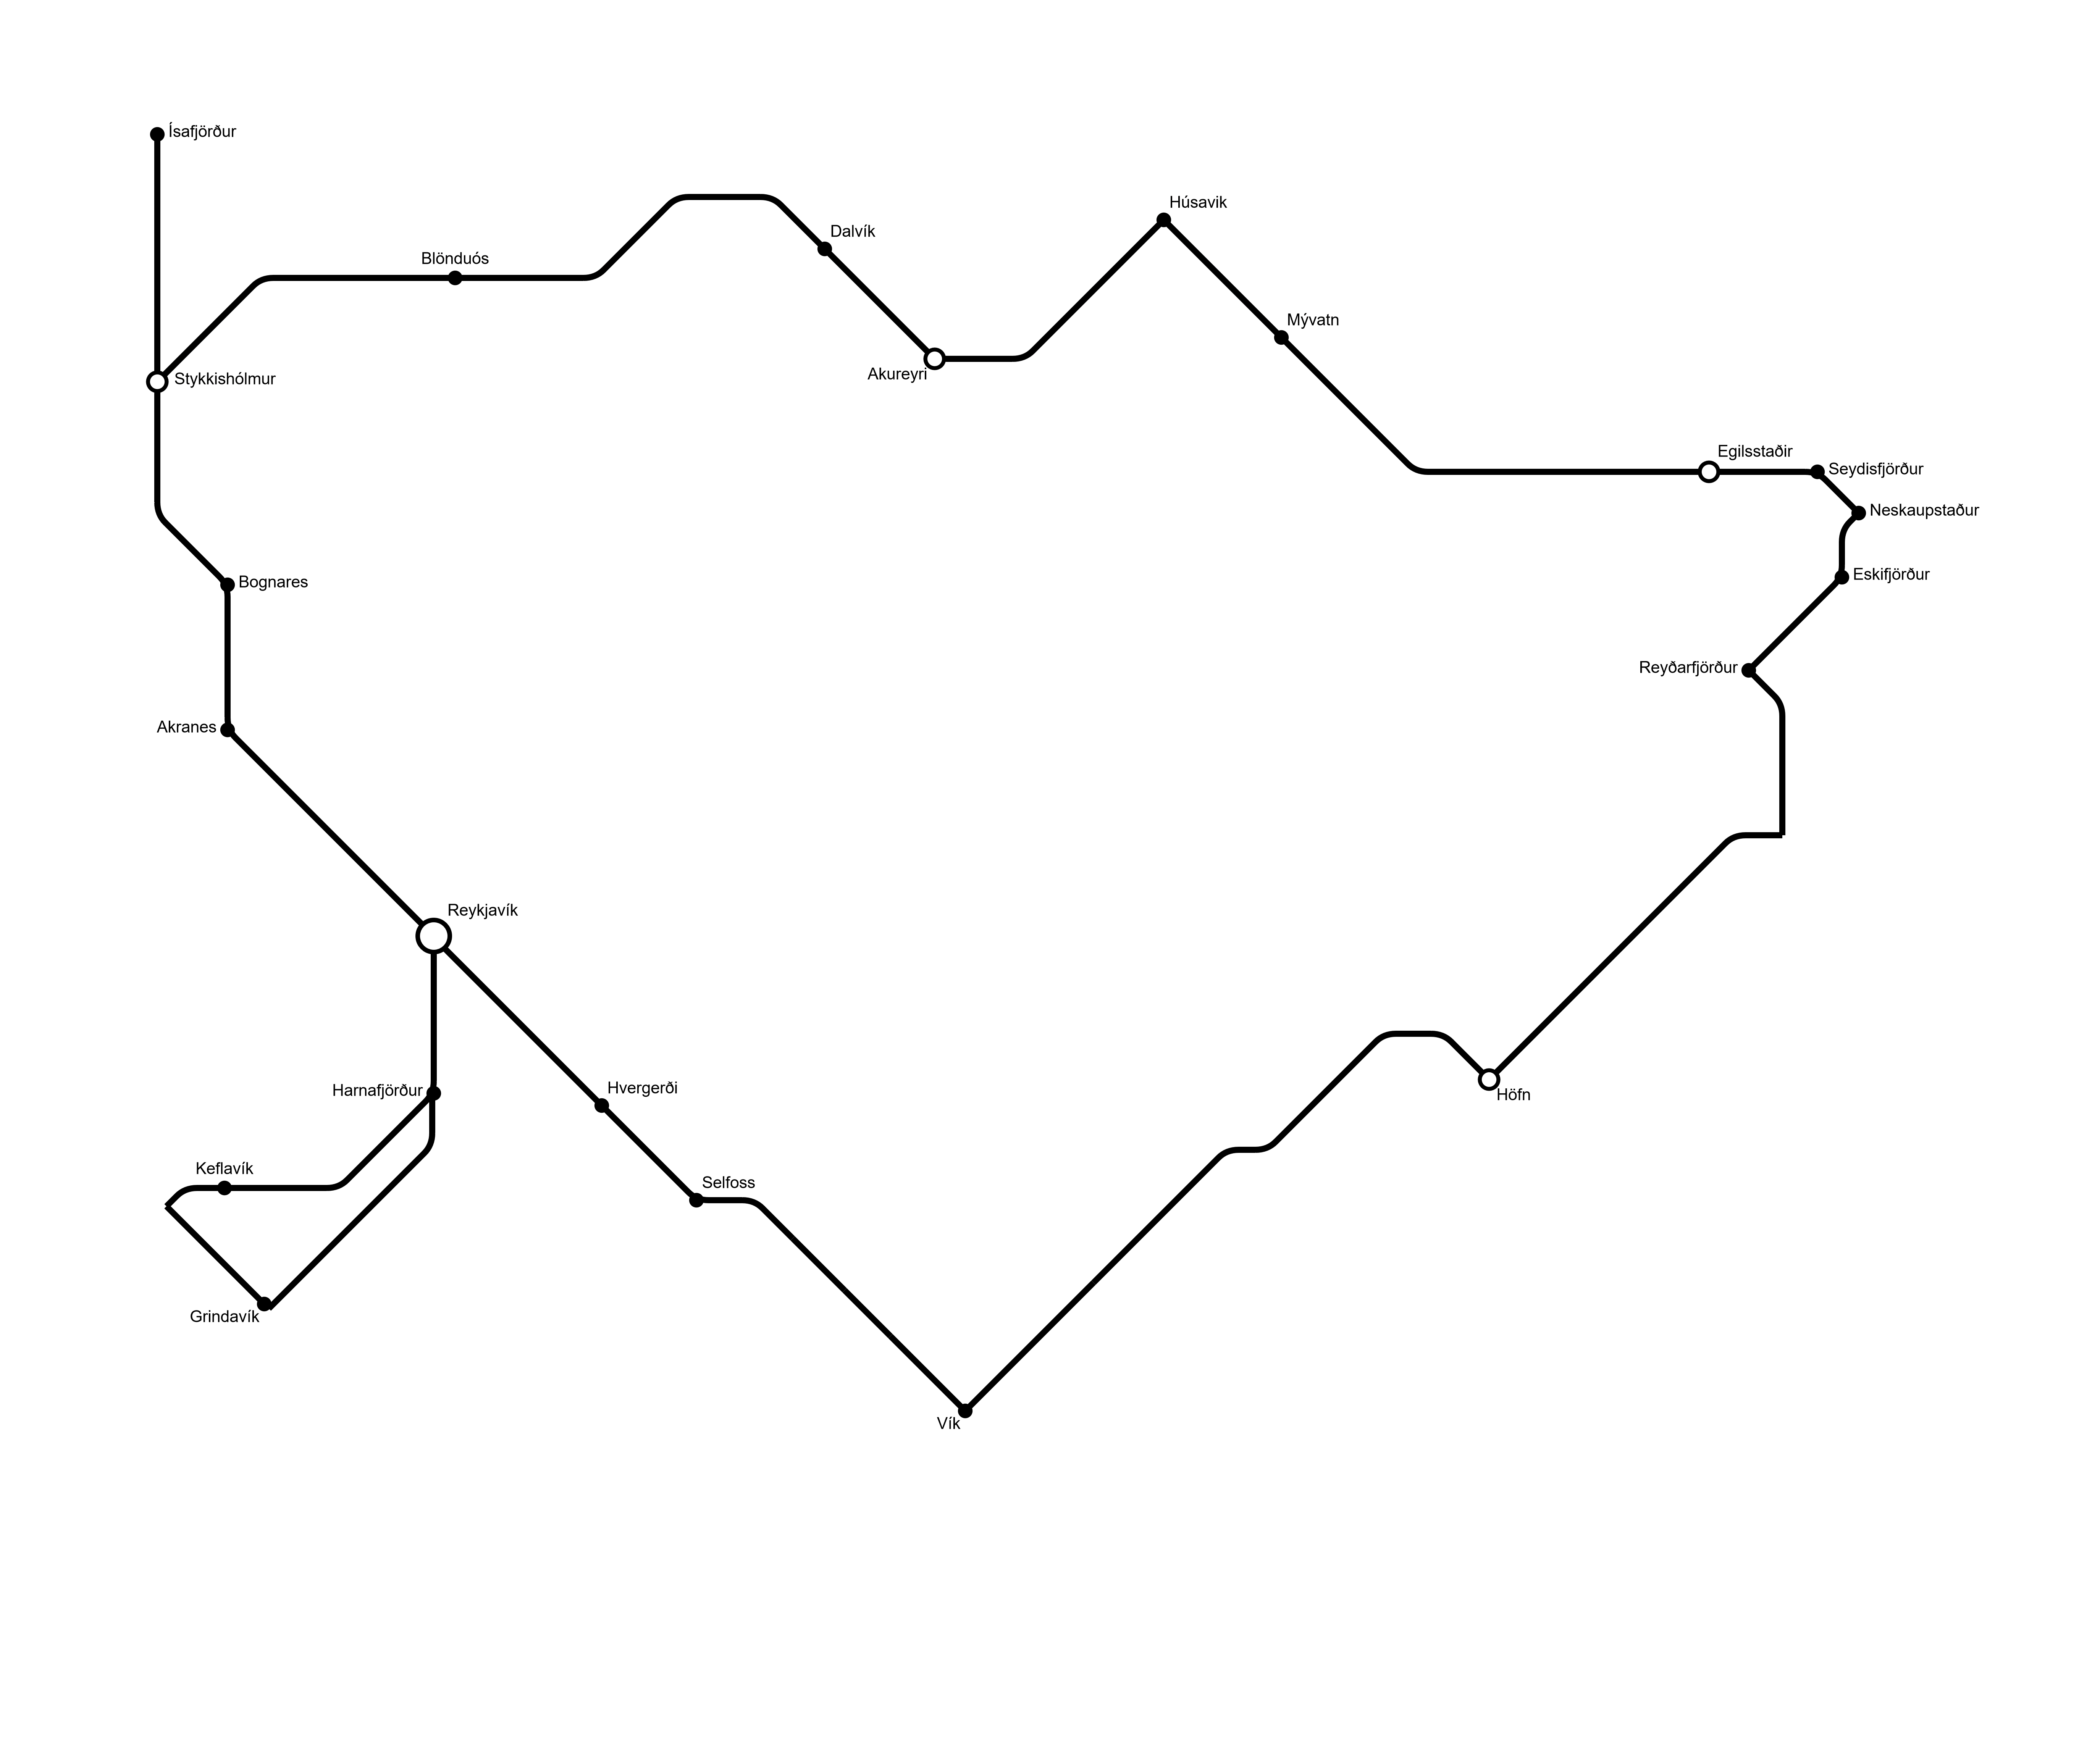 Ísafjörður
Húsavik
Dalvík
Blönduós
Mývatn
Akureyri
Stykkishólmur
Egilsstaðir
Seydisfjörður
Neskaupstaður
Eskifjörður
Bognares
Reyðarfjörður
Akranes
Reykjavík
Hvergerði
Harnafjörður
Höfn
Keflavík
Selfoss
Grindavík
Vík